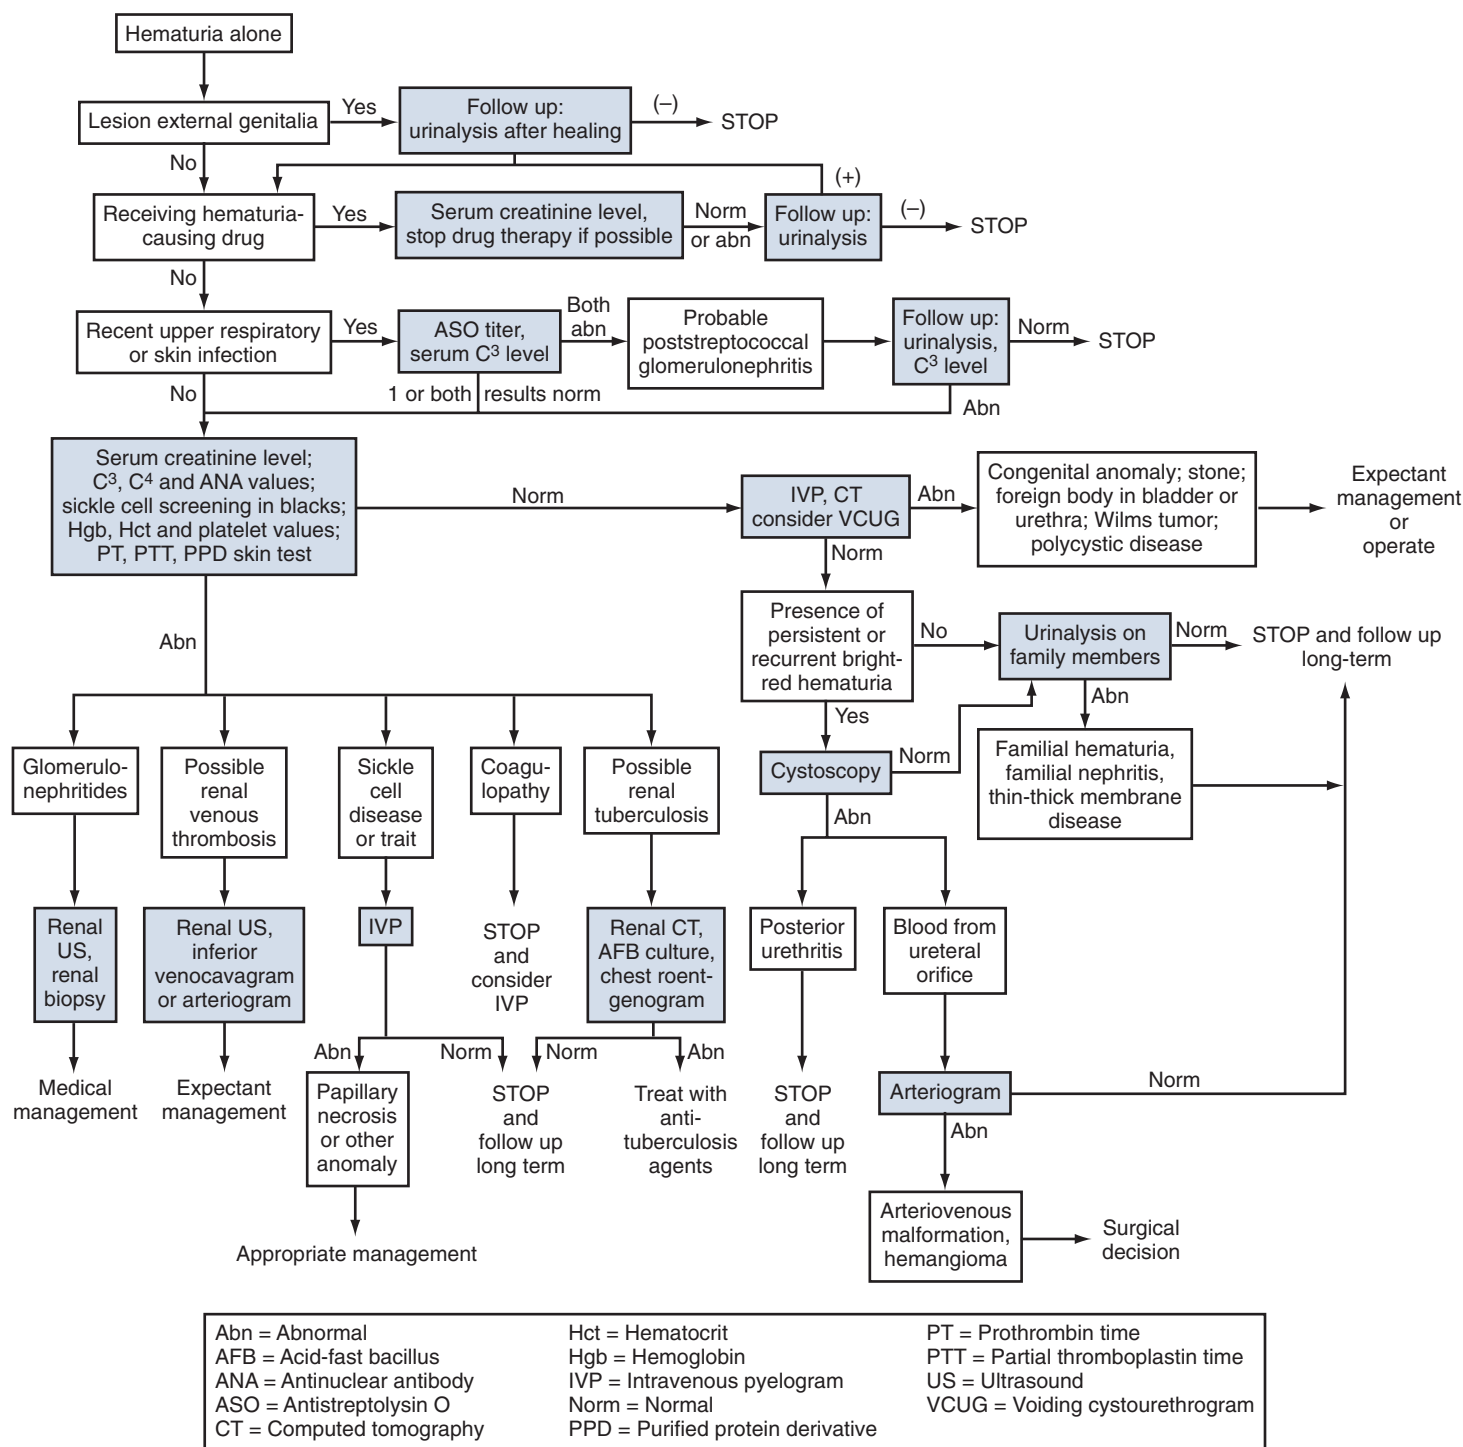 Hematuria alone
Lesion external genitalia
Yes
Follow up:
urinalysis after healing
(–)
STOP
No
(+)
Receiving hematuria-
causing drug
Yes
Serum creatinine level,
stop drug therapy if possible
Norm
or abn
Follow up:
urinalysis
(–)
STOP
No
Recent upper respiratory
or skin infection
Yes
ASO titer,
serum C3 level
Both
abn
Probable
poststreptococcal
glomerulonephritis
Follow up:
urinalysis,
C3 level
Norm
STOP
No
1 or both results norm
Abn
Serum creatinine level;
C3, C4 and ANA values;
sickle cell screening in blacks;
Hgb, Hct and platelet values;
PT, PTT, PPD skin test
Norm
IVP, CT
consider VCUG
Abn
Congenital anomaly; stone;
foreign body in bladder or
urethra; Wilms tumor;
polycystic disease
Expectant
management
or
operate
Norm
Presence of
persistent or
recurrent bright-
red hematuria
No
Urinalysis on
family members
Norm
STOP and follow up
long-term
Abn
Yes
Abn
Familial hematuria,
familial nephritis,
thin-thick membrane
disease
Cystoscopy
Norm
Abn
Glomerulo-
nephritides
Possible
renal
venous
thrombosis
Sickle
cell
disease
or trait
Coagu-
lopathy
Possible
renal
tuberculosis
Renal
US,
renal
biopsy
Renal US,
inferior
venocavagram
or arteriogram
IVP
STOP
and
consider
IVP
Renal CT,
AFB culture,
chest roent-
genogram
Posterior
urethritis
Blood from
ureteral
orifice
Abn
Norm
Norm
Abn
Medical
management
Expectant
management
Papillary
necrosis
or other
anomaly
STOP
and
follow up
long term
Treat with
anti-
tuberculosis
agents
STOP
and
follow up
long term
Arteriogram
Norm
Abn
Arteriovenous
malformation,
hemangioma
Surgical
decision
Appropriate management
Abn = Abnormal
AFB = Acid-fast bacillus
ANA = Antinuclear antibody
ASO = Antistreptolysin O
CT = Computed tomography
Hct = Hematocrit
Hgb = Hemoglobin
IVP = Intravenous pyelogram
Norm = Normal
PPD = Purified protein derivative
PT = Prothrombin time
PTT = Partial thromboplastin time
US = Ultrasound
VCUG = Voiding cystourethrogram